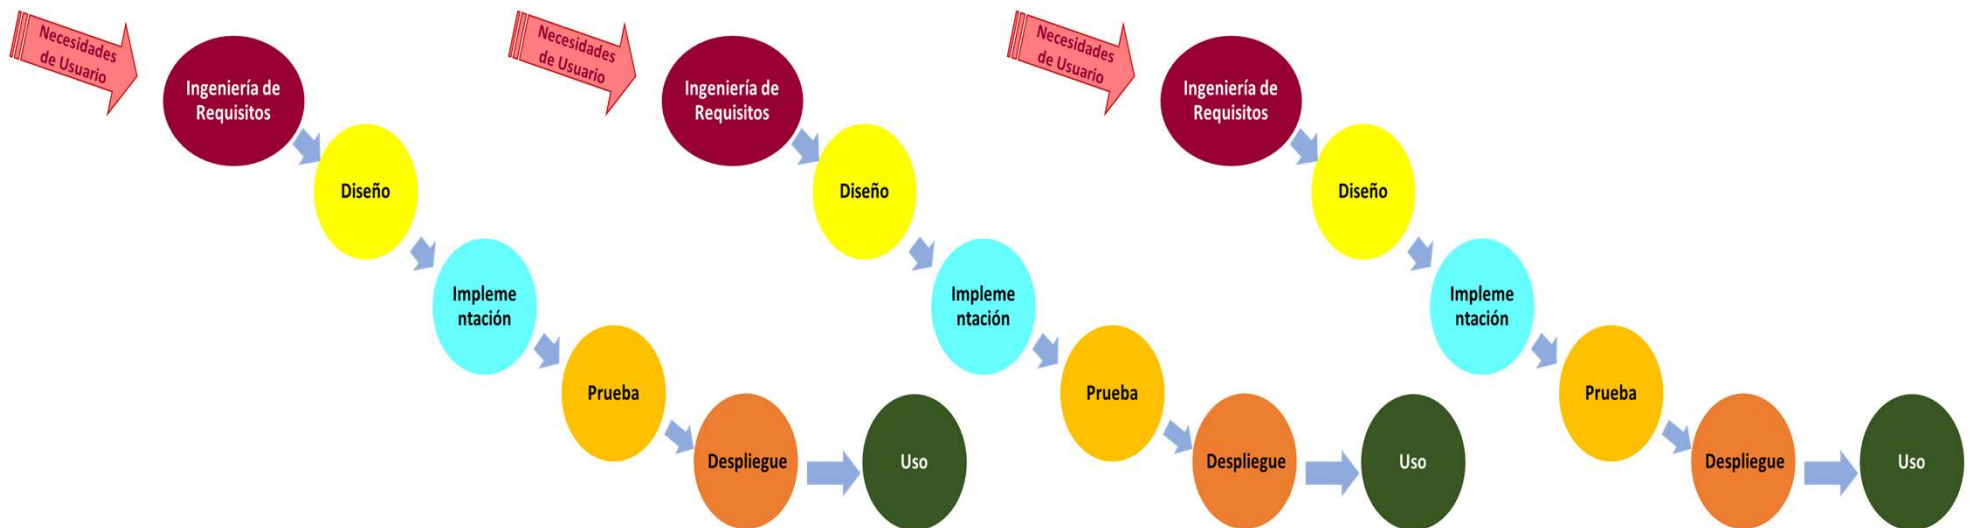 Necesidades
de Usuario
Ingeniería de
Requisitos
Diseño
Impleme
ntación
Prueba
Despliegue
Uso
Necesidades
de Usuario
Ingeniería de
Requisitos
Diseño
Impleme
ntación
Prueba
Despliegue
Uso
Necesidades
de Usuario
Ingeniería de
Requisitos
Diseño
Impleme
ntación
Prueba
Despliegue
Uso